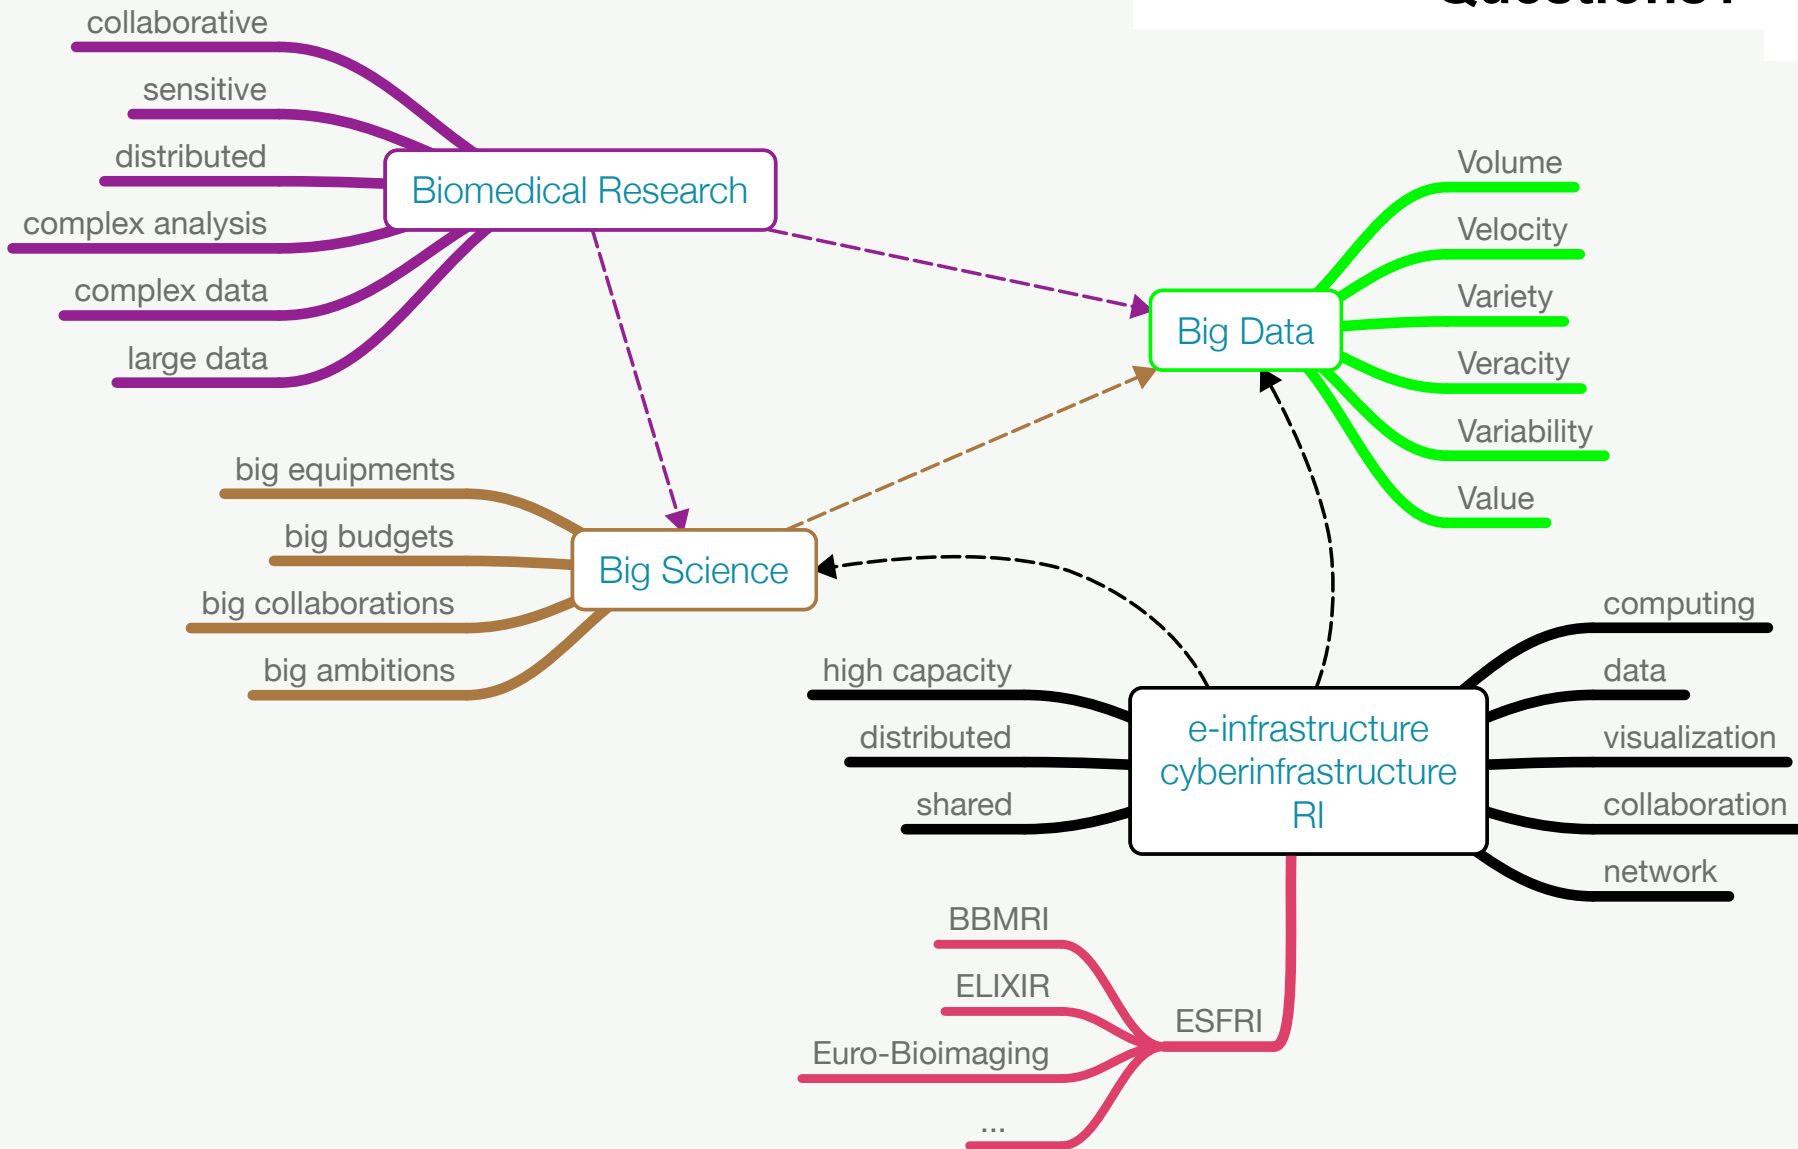 Questions?
collaborative
sensitive
distributed
complex analysis
complex data
large data
Biomedical Research
Volume
Velocity
Variety
Veracity
Variability
Value
Big Data
big equipments
big budgets
big collaborations
big ambitions
Big Science
high capacity
distributed
shared
e-infrastructure
cyberinfrastructure
RI
computing
data
visualization
collaboration
network
BBMRI
ELIXIR
Euro-Bioimaging
...
ESFRI